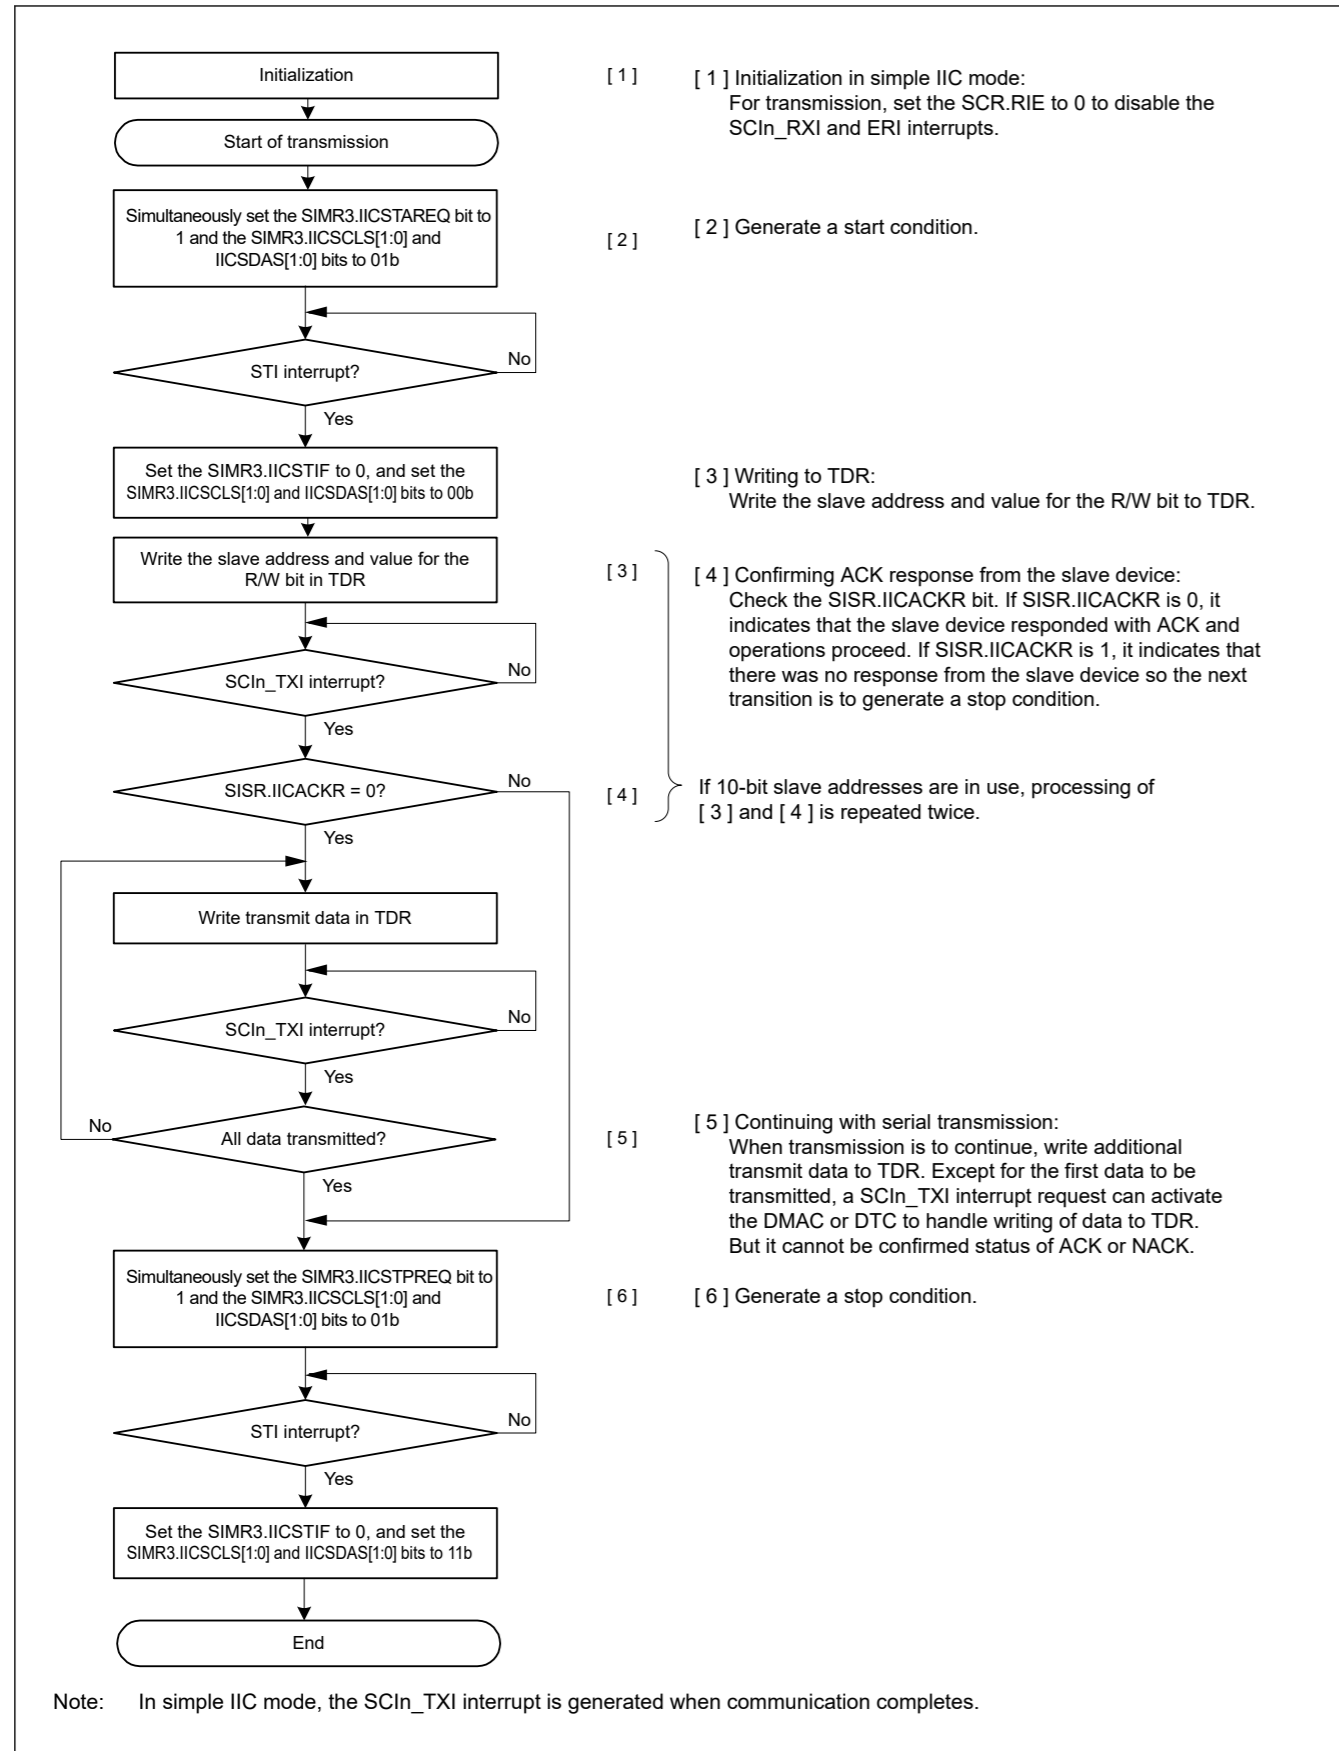 Initialization
[ 1 ]
[ 1 ] Initialization in simple IIC mode:
For transmission, set the SCR.RIE to 0 to disable the
SCIn_RXI and ERI interrupts.
Start of transmission
Simultaneously set the SIMR3.IICSTAREQ bit to
1 and the SIMR3.IICSCLS[1:0] and
IICSDAS[1:0] bits to 01b
[ 2 ]
[ 2 ] Generate a start condition.
STI interrupt?
No
Yes
Set the SIMR3.IICSTIF to 0, and set the
SIMR3.IICSCLS[1:0] and IICSDAS[1:0] bits to 00b
[ 3 ] Writing to TDR:
Write the slave address and value for the R/W bit to TDR.
Write the slave address and value for the
R/W bit in TDR
[ 3 ]
[ 4 ] Confirming ACK response from the slave device:
Check the SISR.IICACKR bit. If SISR.IICACKR is 0, it
indicates that the slave device responded with ACK and
operations proceed. If SISR.IICACKR is 1, it indicates that
there was no response from the slave device so the next
transition is to generate a stop condition.
SCIn_TXI interrupt?
No
Yes
SISR.IICACKR = 0?
No
[ 4 ]
If 10-bit slave addresses are in use, processing of
[ 3 ] and [ 4 ] is repeated twice.
Yes
Write transmit data in TDR
SCIn_TXI interrupt?
No
Yes
No
All data transmitted?
[ 5 ]
[ 5 ] Continuing with serial transmission:
When transmission is to continue, write additional
transmit data to TDR. Except for the first data to be
transmitted, a SCIn_TXI interrupt request can activate
the DMAC or DTC to handle writing of data to TDR.
But it cannot be confirmed status of ACK or NACK.
Yes
Simultaneously set the SIMR3.IICSTPREQ bit to
1 and the SIMR3.IICSCLS[1:0] and
IICSDAS[1:0] bits to 01b
[ 6 ]
[ 6 ] Generate a stop condition.
STI interrupt?
No
Yes
Set the SIMR3.IICSTIF to 0, and set the
SIMR3.IICSCLS[1:0] and IICSDAS[1:0] bits to 11b
End
Note: In simple IIC mode, the SCIn_TXI interrupt is generated when communication completes.